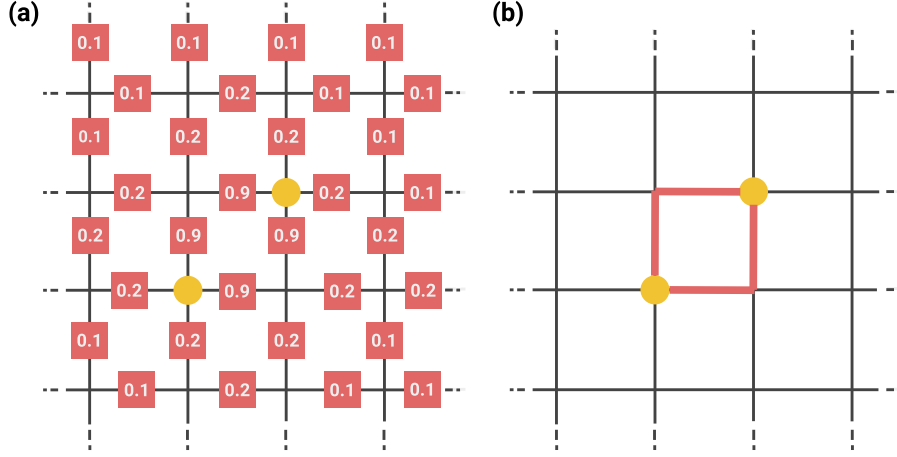 (a)
(b)
0.1 0.1 0.1 0.1
0.1 0.2 0.1 0.1
0.1 0.2 0.2 0.1
0.2 0.9 0.2 0.1
0.2 0.9 0.9 0.2
0.2 0.9 0.2 0.2
0.1 0.2 0.2 0.1
0.1 0.2 0.1 0.1